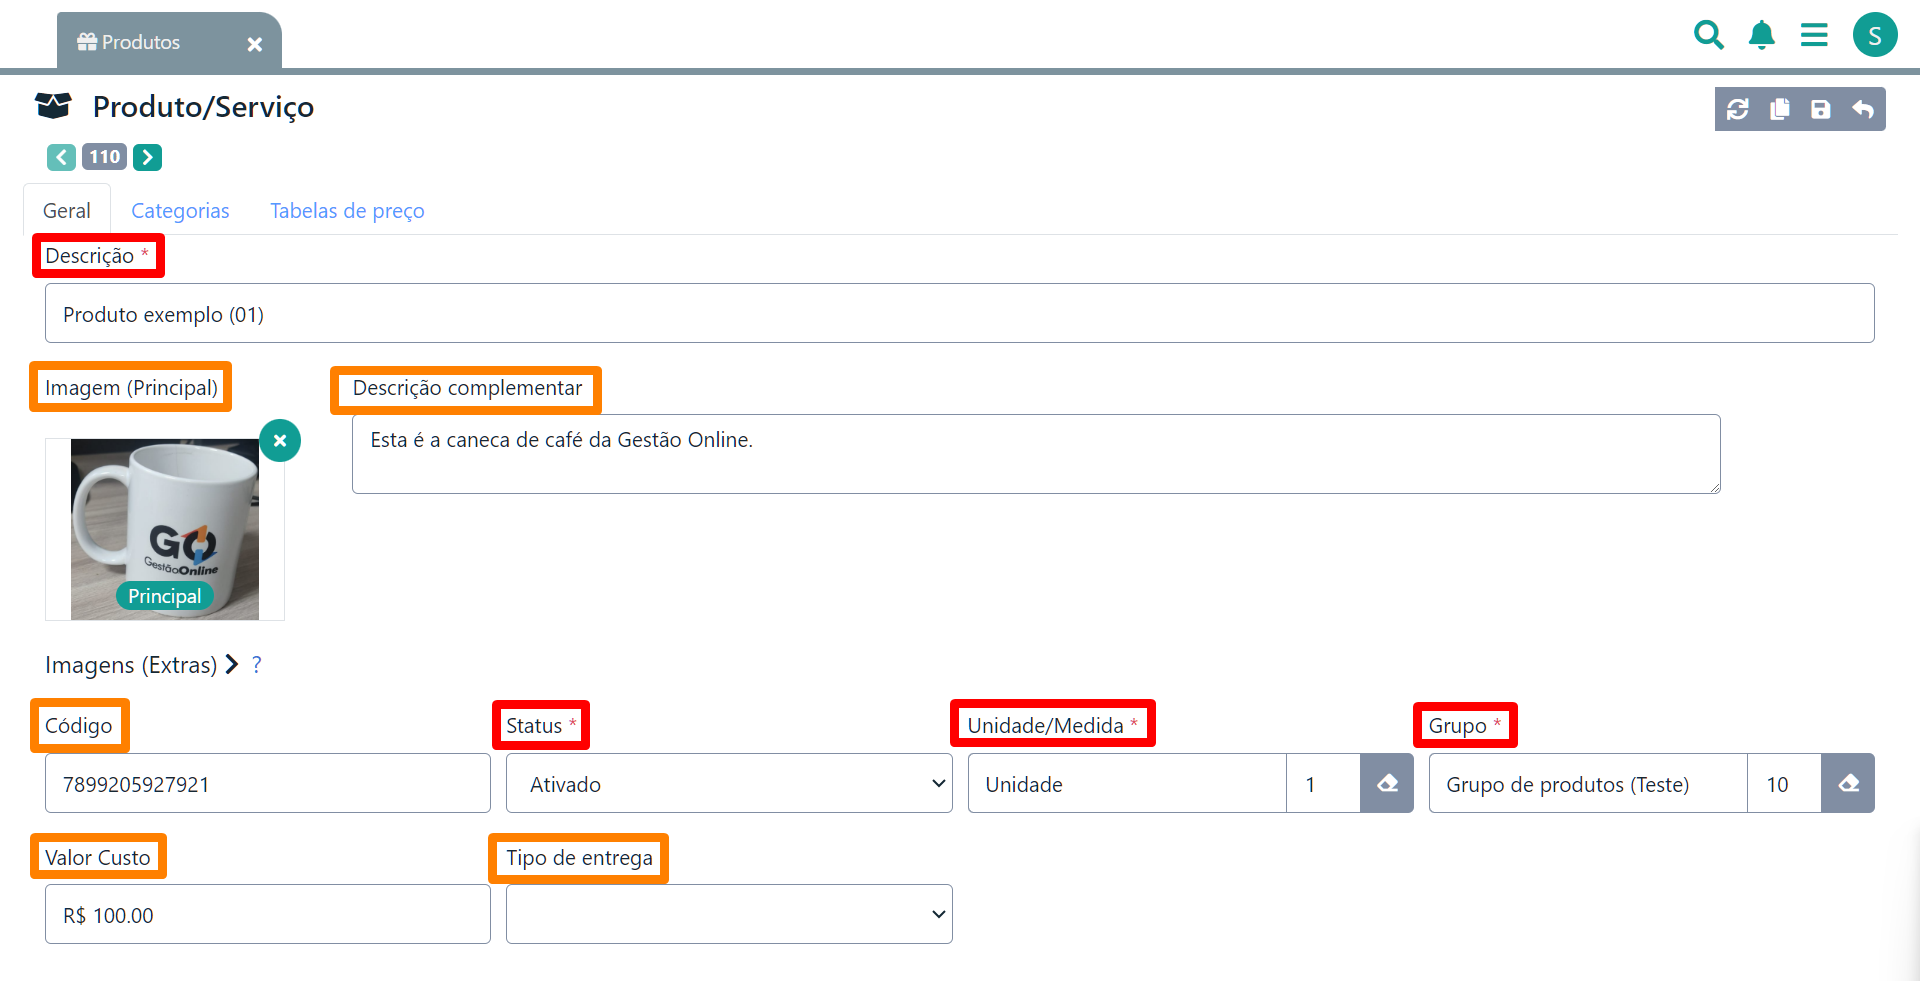 Produtos
S
Produto/Serviço
110
Geral Categorias Tabelas de preço
Descrição *
Produto exemplo (01)
Imagem (Principal) Descrição complementar
Esta é a caneca de café da Gestão Online.
GO
GestãoOnline
Principal
Imagens (Extras) ?
Código Status * Unidade/Medida * Grupo *
7899205927921 Ativado Unidade 1 Grupo de produtos (Teste) 10
Valor Custo Tipo de entrega
R$ 100.00